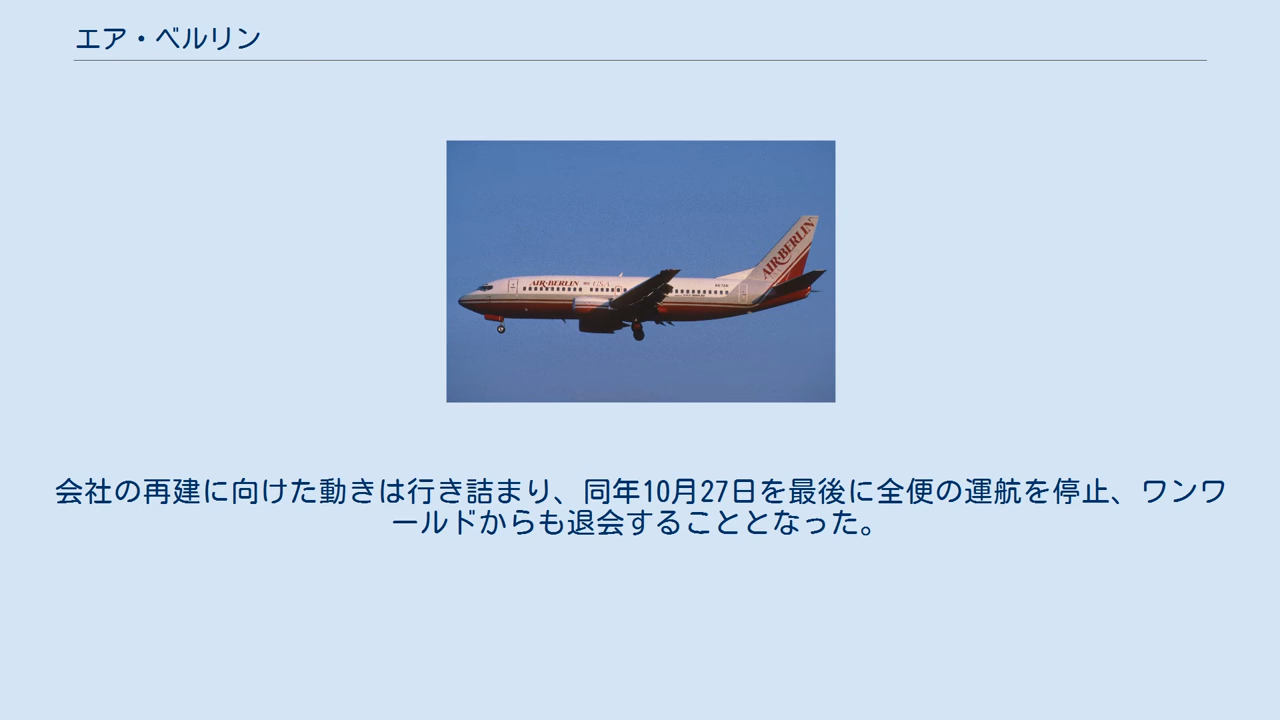 エア・ベルリン
AIR-BERLIN
AIR-BERLIN USA
会社の再建に向けた動きは行き詰まり、同年10月27日を最後に全便の運航を停止、ワンワ
ールドからも退会することとなった。